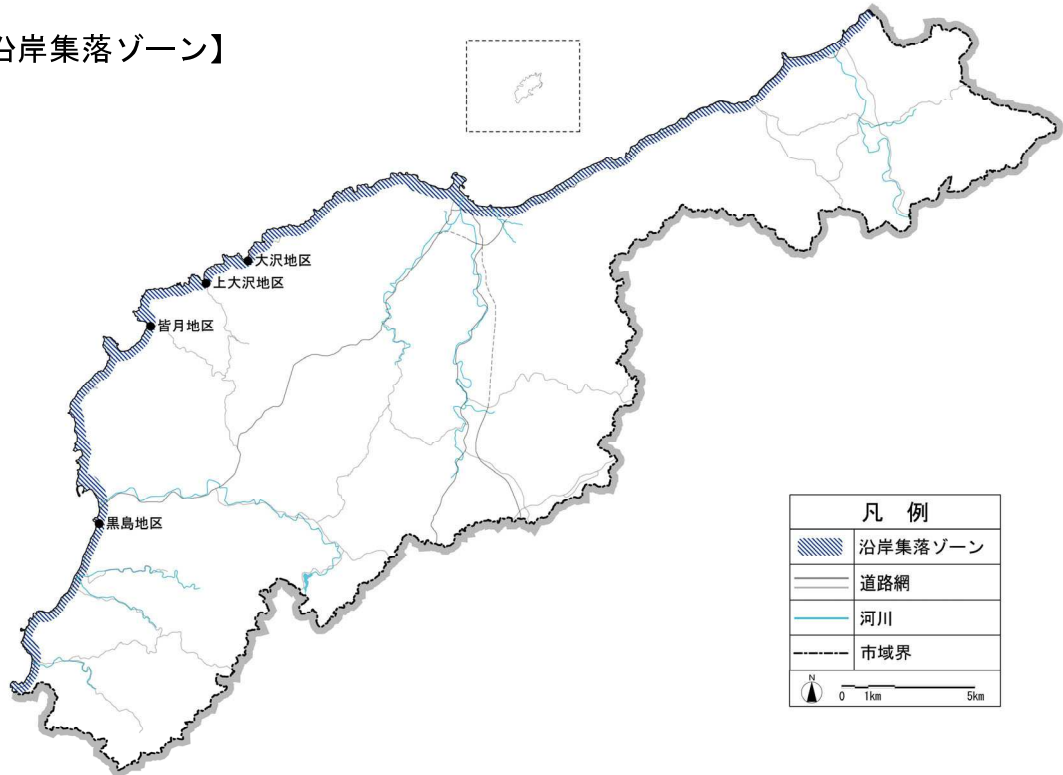 沿岸集落ゾーン】
大沢地区
上大沢地区
皆月地区
黒島地区
凡 例
沿岸集落ゾーン
道路網
河川
市域界
N
0 1km 5km